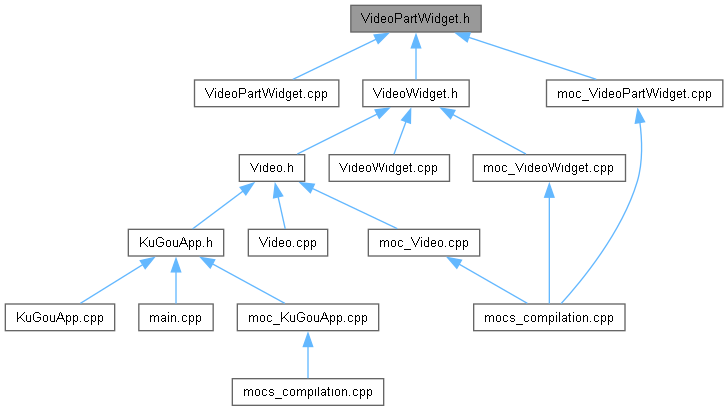 VideoPartWidget.h
VideoPartWidget.cpp
VideoWidget.h
moc_VideoPartWidget.cpp
Video.h
VideoWidget.cpp
moc_VideoWidget.cpp
KuGouApp.h
Video.cpp
moc_Video.cpp
KuGouApp.cpp
main.cpp
moc_KuGouApp.cpp
mocs_compilation.cpp
mocs_compilation.cpp